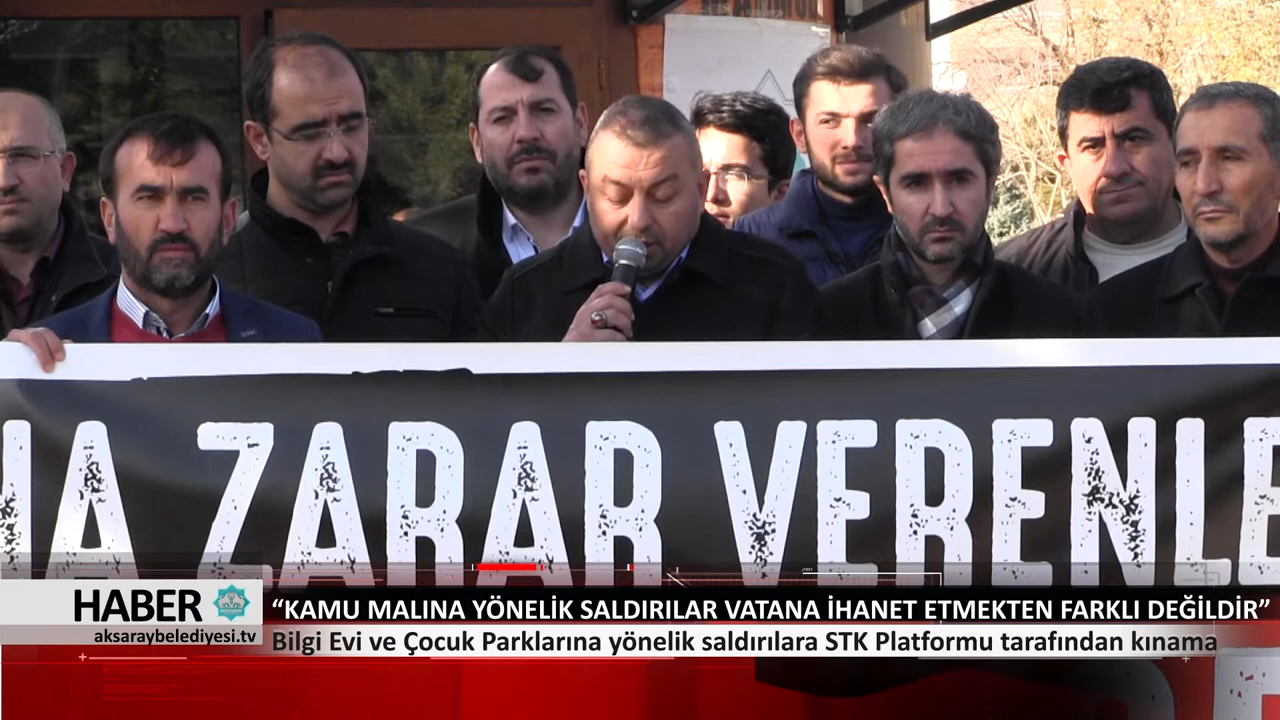 NA ZARAR VERENLE
HABER
aksaraybelediyesi.tv
“KAMU MALINA YÖNELİK SALDIRILAR VATANA İHANET ETMEKTEN FARKLI DEĞİLDİR”
Bilgi Evi ve Çocuk Parklarına yönelik saldırılara STK Platformu tarafından kınama